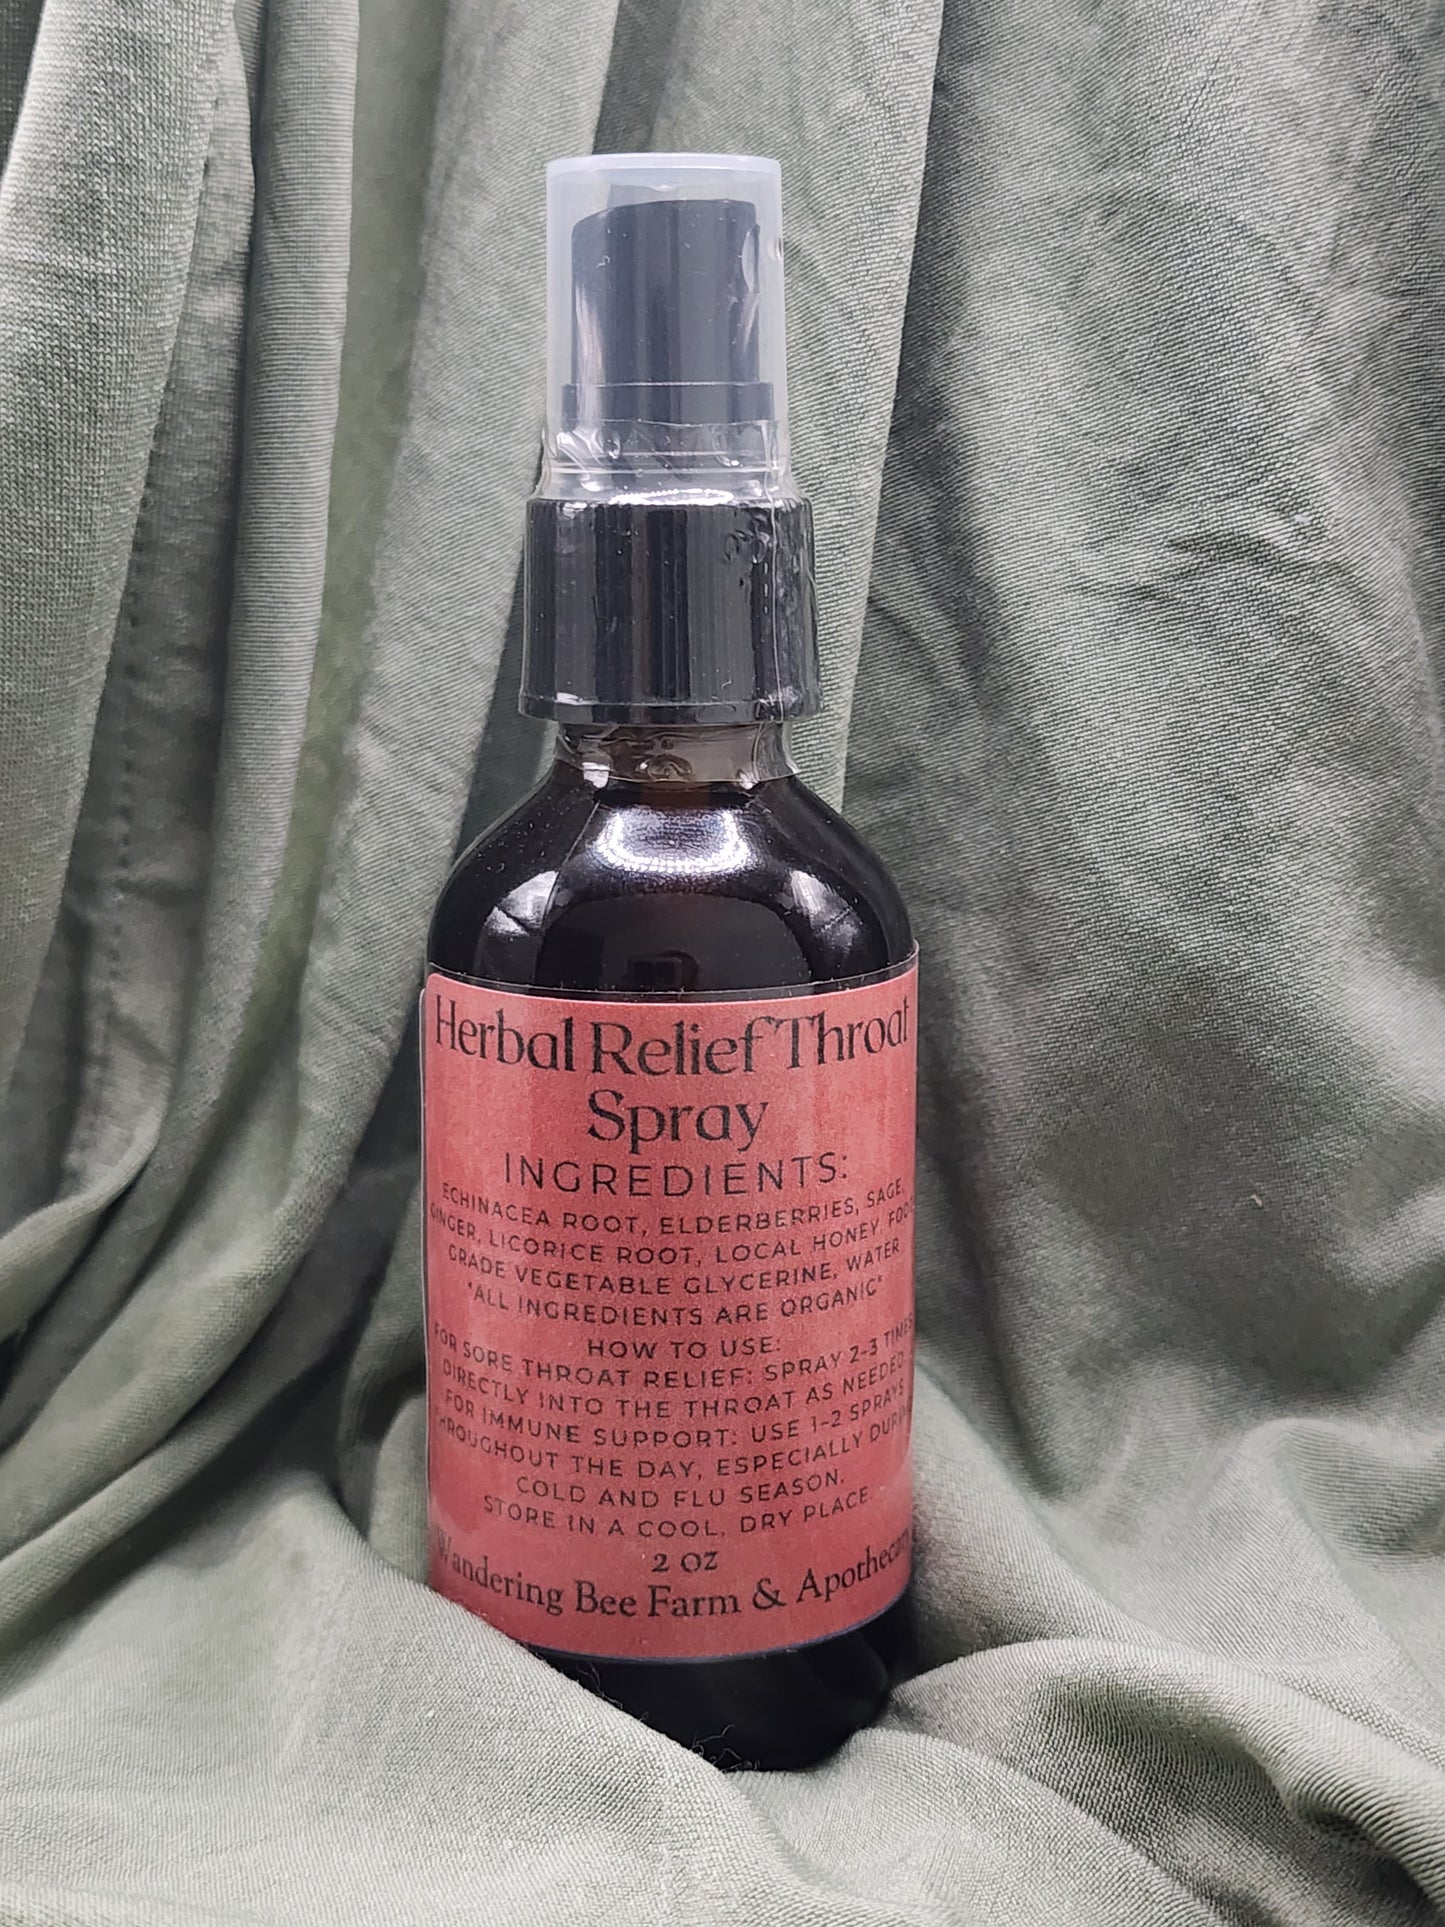 Herbal Relief Throat
Spray
INGREDIENTS:
ECHINACEA ROOT, ELDERBERRIES, SAGE,
GINGER, LICORICE ROOT, LOCAL HONEY, FOOD
GRADE VEGETABLE GLYCERINE, WATER
*ALL INGREDIENTS ARE ORGANIC*
HOW TO USE:
FOR SORE THROAT RELIEF: SPRAY 2-3 TIMES
DIRECTLY INTO THE THROAT AS NEEDED.
FOR IMMUNE SUPPORT: USE 1-2 SPRAYS
THROUGHOUT THE DAY, ESPECIALLY DURING
COLD AND FLU SEASON.
STORE IN A COOL, DRY PLACE.
2 OZ
Wandering Bee Farm & Apothecary